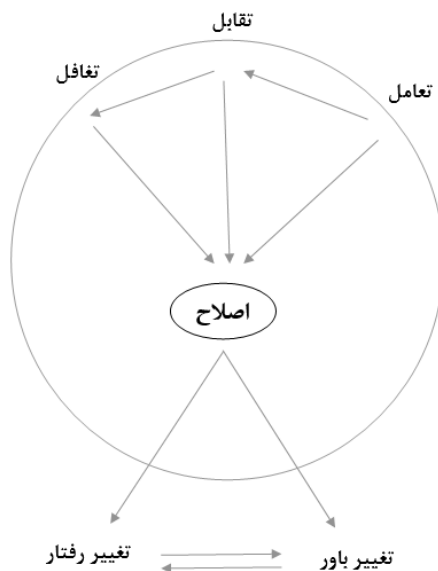 تقابل
تعامل
تغافل
اصلاح
تغییر باور
تغییر رفتار